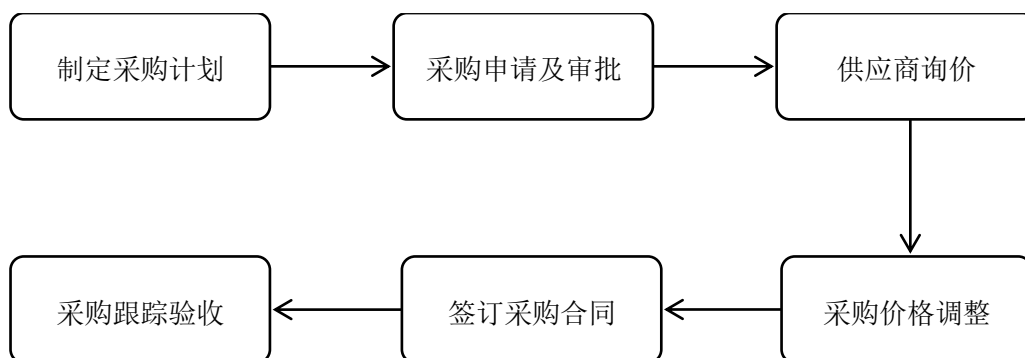 制定采购计划
采购申请及审批
供应商询价
采购价格调整
签订采购合同
采购跟踪验收